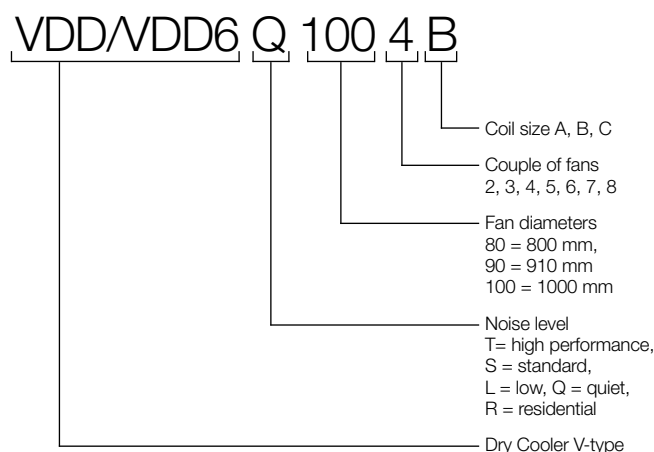 VDD/VDD6 Q 100 4 B
Coil size A, B, C
Couple of fans
2, 3, 4, 5, 6, 7, 8
Fan diameters
80 = 800 mm,
90 = 910 mm
100 = 1000 mm
Noise level
T= high performance,
S = standard,
L = low, Q = quiet,
R = residential
Dry Cooler V-type